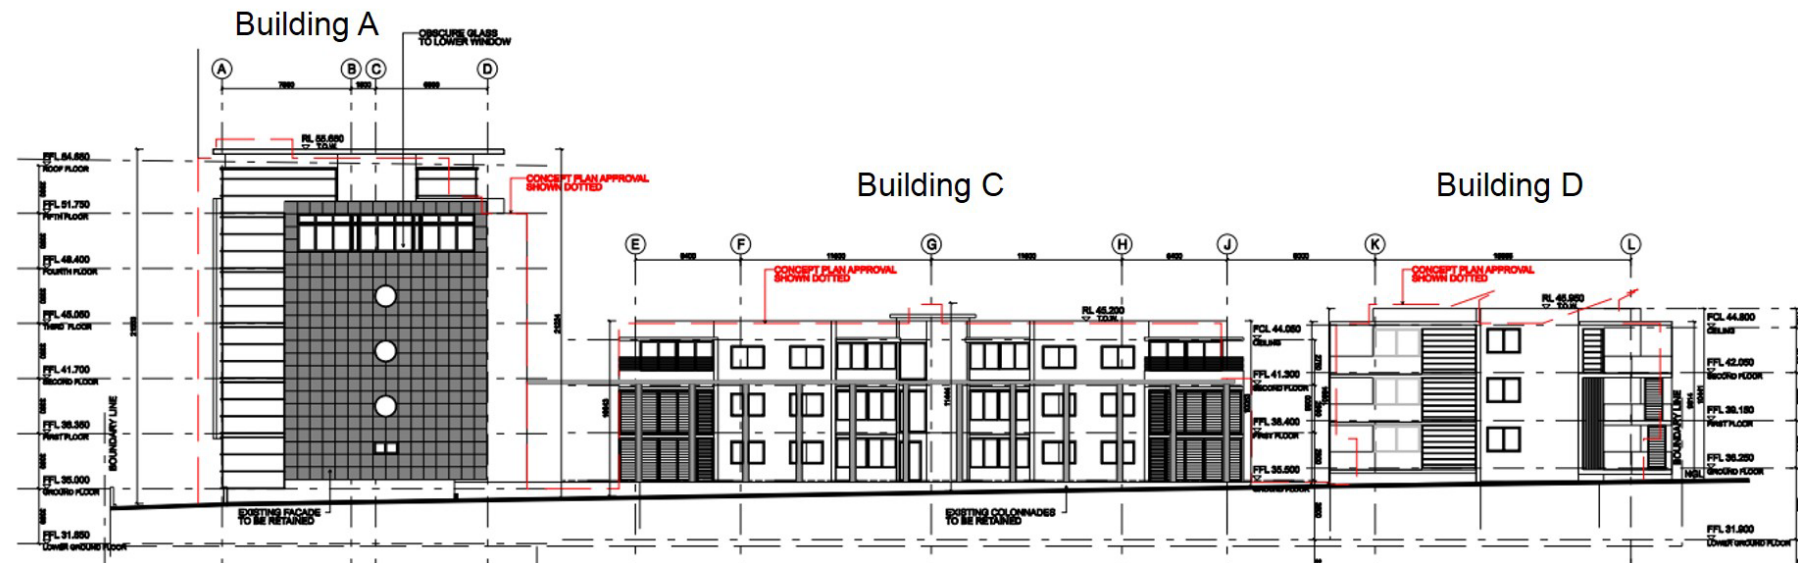 Building A
OBSCURE GLASS
TO LOWER WINDOW
A
B
C
D
RL 55.650
T.O.W.
FFL 54.650
ROOF FLOOR
CONCEPT PLAN APPROVAL
SHOWN DOTTED
FFL 51.750
FIFTH FLOOR
FFL 48.400
FOURTH FLOOR
FFL 45.050
THIRD FLOOR
FFL 41.700
SECOND FLOOR
FFL 38.350
FIRST FLOOR
FFL 35.000
GROUND FLOOR
FFL 31.650
LOWER GROUND FLOOR
BOUNDARY LINE
EXISTING FACADE
TO BE RETAINED
Building C
E
F
G
H
J
CONCEPT PLAN APPROVAL
SHOWN DOTTED
RL 45.200
T.O.W.
FCL 44.050
CEILING
FFL 41.300
SECOND FLOOR
FFL 38.400
FIRST FLOOR
FFL 35.500
GROUND FLOOR
EXISTING COLONNADES
TO BE RETAINED
Building D
K
L
CONCEPT PLAN APPROVAL
SHOWN DOTTED
RL 45.950
T.O.W.
FCL 44.800
CEILING
FFL 42.050
SECOND FLOOR
FFL 39.150
FIRST FLOOR
FFL 36.250
GROUND FLOOR
BOUNDARY LINE
NGL
FFL 31.900
LOWER GROUND FLOOR